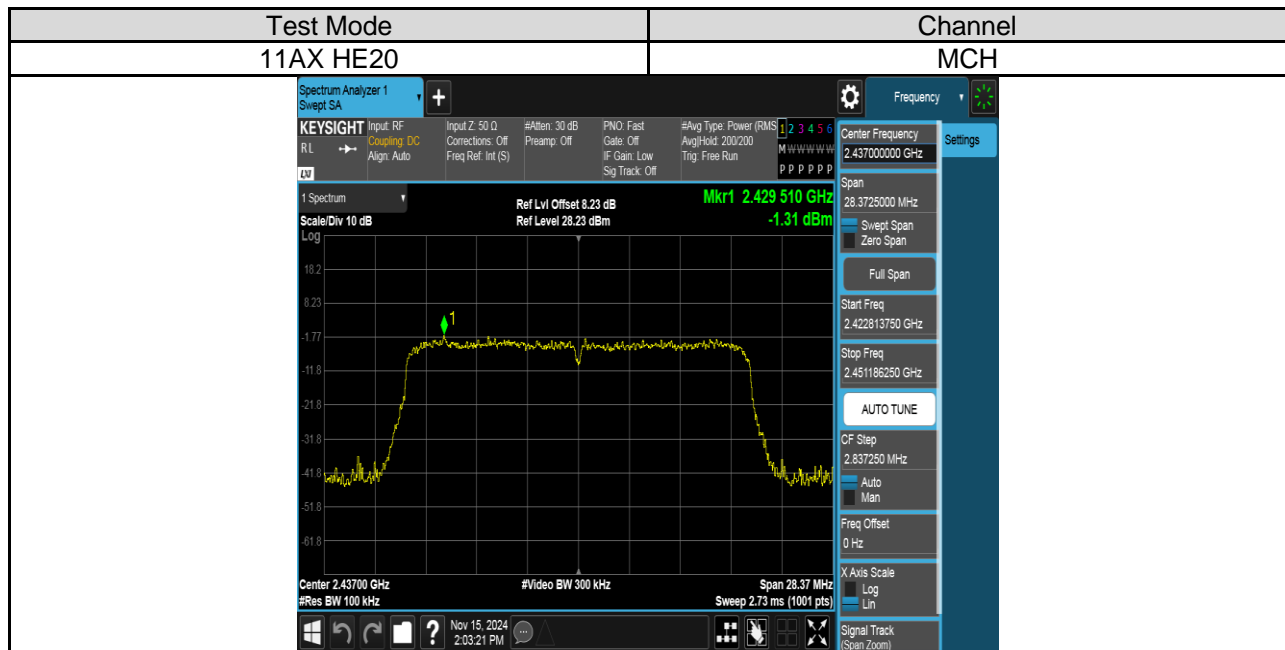 Test Mode Channel
11AX HE20 MCH
Spectrum Analyzer 1
Swept SA
+
Frequency
KEYSIGHT
RL
LXI
Input: RF
Coupling: DC
Align: Auto
Input Z: 50 Ω
Corrections: Off
Freq Ref: Int (S)
#Atten: 30 dB
Preamp: Off
PNO: Fast
Gate: Off
IF Gain: Low
Sig Track: Off
#Avg Type: Power (RMS
Avg|Hold: 200/200
Trig: Free Run
1 2 3 4 5 6
M W W W W W
P P P P P P
1 Spectrum
Scale/Div 10 dB
Ref Lvl Offset 8.23 dB
Ref Level 28.23 dBm
Mkr1 2.429 510 GHz
-1.31 dBm
Log
18.2
8.23
-1.77
-11.8
-21.8
-31.8
-41.8
-51.8
-61.8
1
Center 2.43700 GHz
#Res BW 100 kHz
#Video BW 300 kHz
Span 28.37 MHz
Sweep 2.73 ms (1001 pts)
Nov 15, 2024
2:03:21 PM
Center Frequency
2.437000000 GHz
Span
28.3725000 MHz
Swept Span
Zero Span
Full Span
Start Freq
2.422813750 GHz
Stop Freq
2.451186250 GHz
AUTO TUNE
CF Step
2.837250 MHz
Auto
Man
Freq Offset
0 Hz
X Axis Scale
Log
Lin
Signal Track
(Span Zoom)
Settings